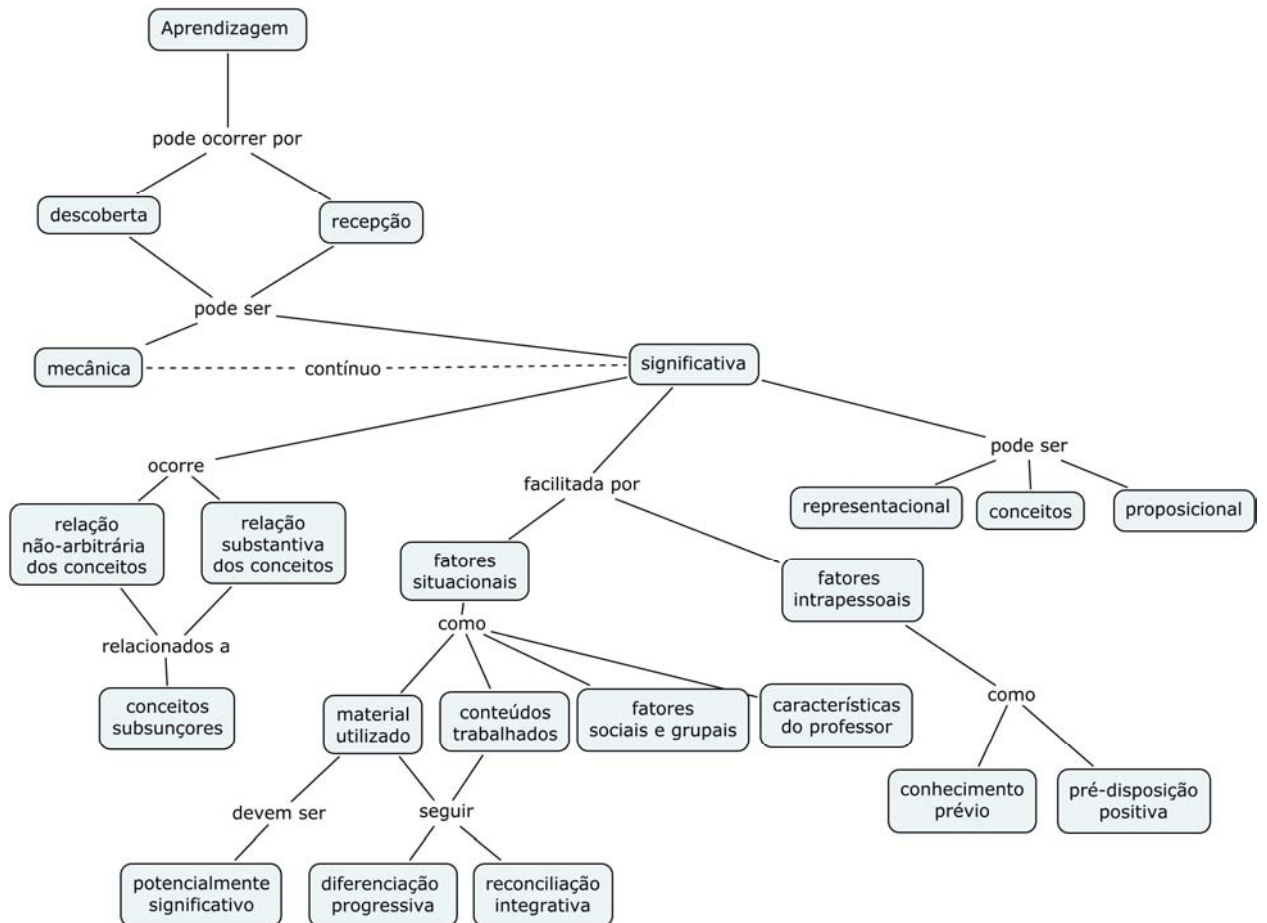 Aprendizagem
pode ocorrer por
descoberta
recepção
pode ser
mecânica
contínuo
significativa
pode ser
representacional
conceitos
proposicional
ocorre
relação
não-arbitrária
dos conceitos
relação
substantiva
dos conceitos
relacionados a
conceitos
subsunçores
facilitada por
fatores
situacionais
fatores
intrapessoais
como
material
utilizado
conteúdos
trabalhados
fatores
sociais e grupais
características
do professor
como
conhecimento
prévio
pré-disposição
positiva
devem ser
seguir
potencialmente
significativo
diferenciação
progressiva
reconciliação
integrativa